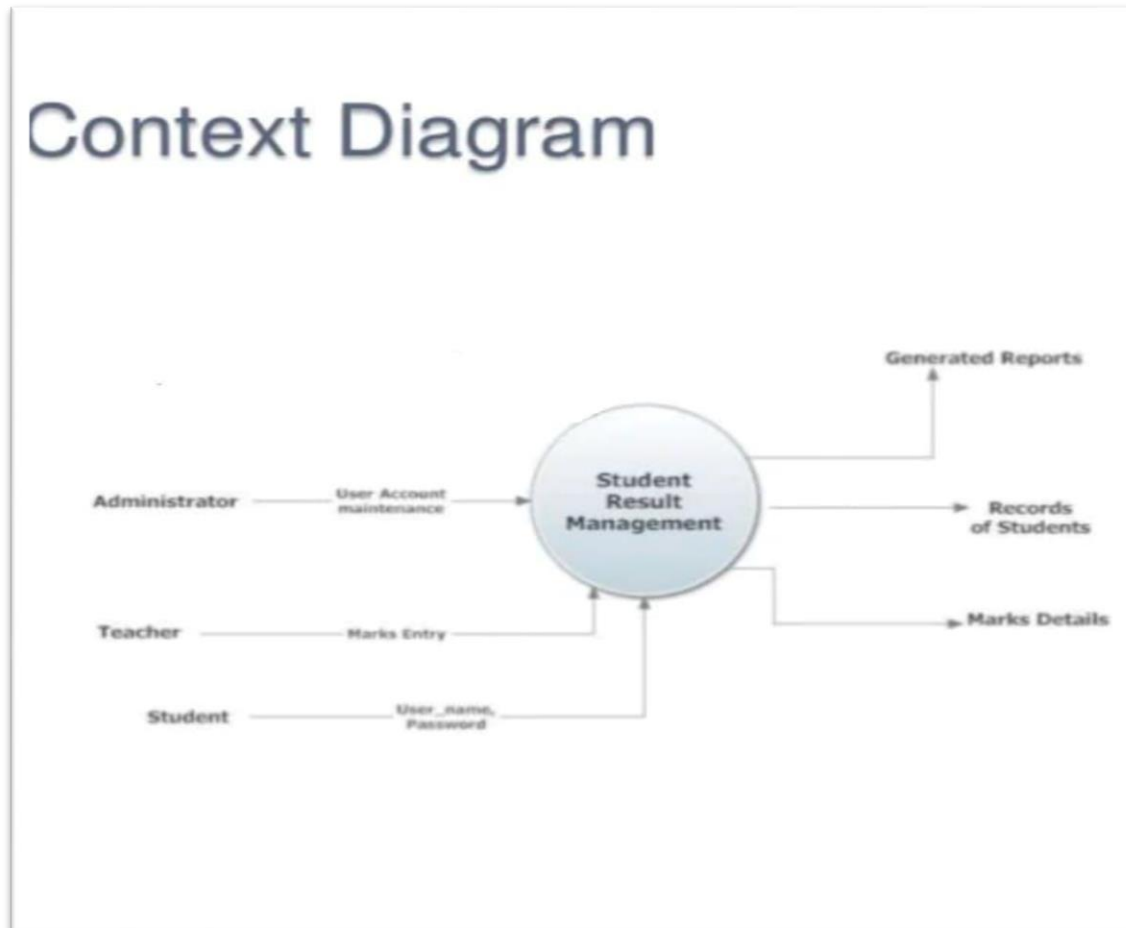 Context Diagram
Generated Reports
Administrator
User Account
maintenance
Student
Result
Management
Records
of Students
Teacher
Marks Entry
Marks Details
Student
User_name,
Password